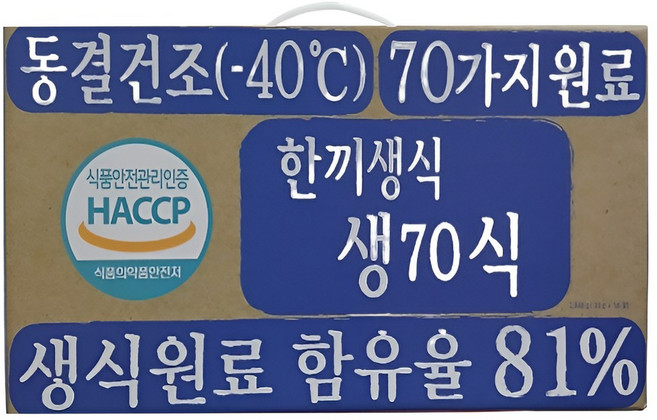 동결건조(-40℃) 70가지원료
식품안전관리인증
HACCP
식품의약품안전처
한끼생식
생70식
생식원료 함유율 81%